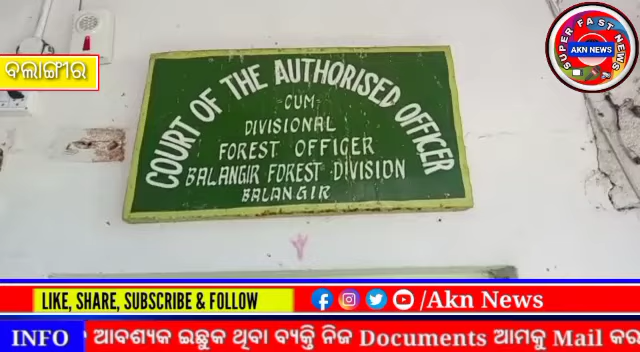 SUPER FAST NEWS
AKN NEWS
ବଲାଙ୍ଗୀର
COURT OF THE AUTHORISED OFFICER
-CUM-
DIVISIONAL
FOREST OFFICER
BALANGIR FOREST DIVISION
BALANGIR
LIKE, SHARE, SUBSCRIBE & FOLLOW
/Akn News
INFO
ଆବଶ୍ୟକ ଇଛୁକ ଥିବା ବ୍ୟକ୍ତି ନିଜ Documents ଆମକୁ Mail କର